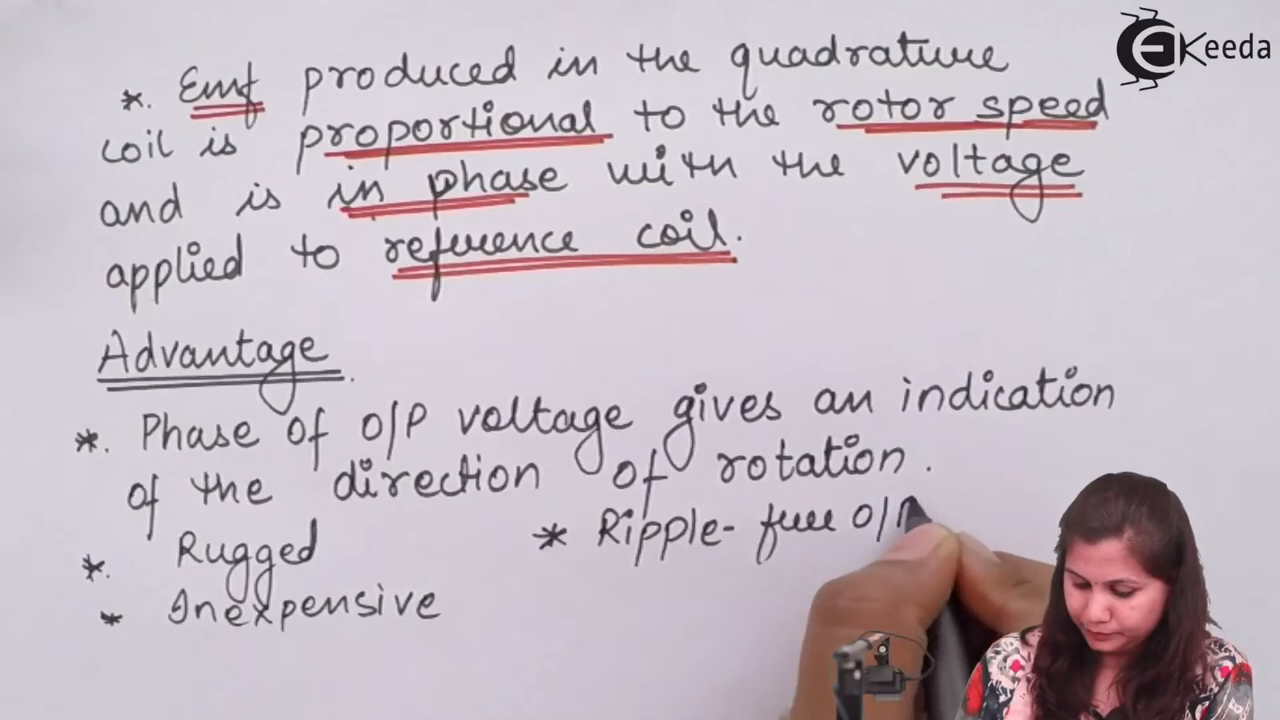 EKeeda
*. Emf produced in the quadrature
coil is proportional to the rotor speed
and is in phase with the voltage
applied to reference coil.
Advantage.
*. Phase of O/P voltage gives an indication
of the direction of rotation.
*. Rugged
* Ripple-free O/P
* Inexpensive